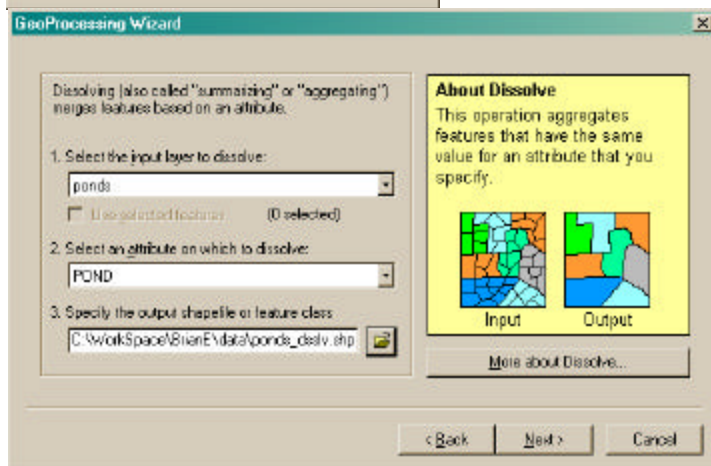 GeoProcessing Wizard
Dissolving (also called "summarizing" or "aggregating")
merges features based on an attribute.
1. Select the input layer to dissolve:
ponds
Use selected features
(0 selected)
2. Select an attribute on which to dissolve:
POND
3. Specify the output shapefile or feature class
C:\WorkSpace\BrianE\data\ponds_dsslv.shp
About Dissolve
This operation aggregates
features that have the same
value for an attribute that you
specify.
Input
Output
More about Dissolve...
< Back
Next >
Cancel